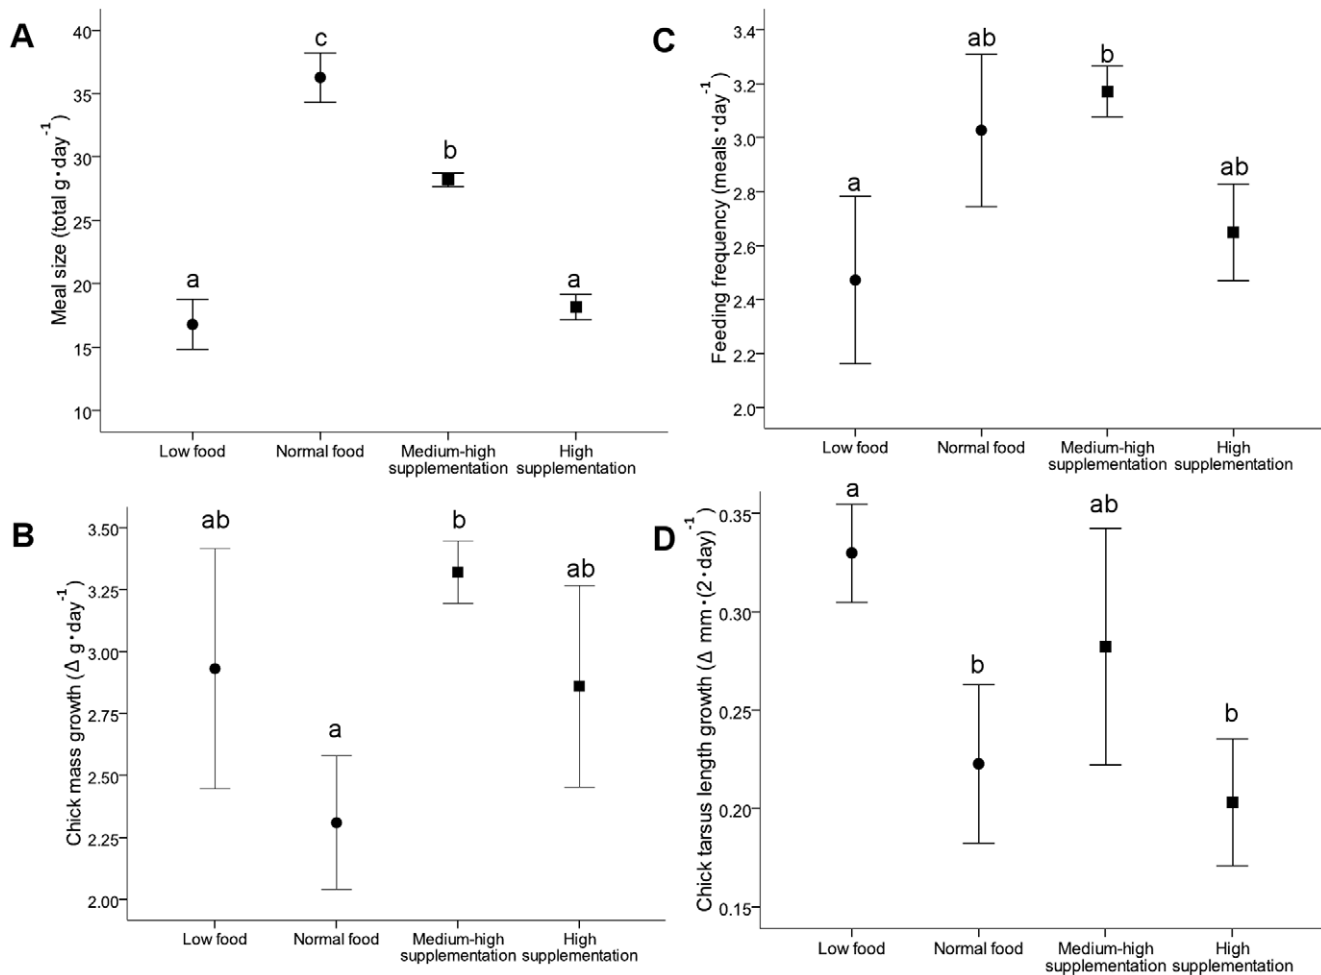 A
Meal size (total g·day⁻¹)
40
35
30
25
20
15
10
a
c
b
a
Low food
Normal food
Medium-high
supplementation
High
supplementation
C
Feeding frequency (meals·day⁻¹)
3.4
3.2
3.0
2.8
2.6
2.4
2.2
2.0
a
ab
b
ab
Low food
Normal food
Medium-high
supplementation
High
supplementation
B
Chick mass growth (Δ g·day⁻¹)
3.50
3.25
3.00
2.75
2.50
2.25
2.00
ab
a
b
ab
Low food
Normal food
Medium-high
supplementation
High
supplementation
D
Chick tarsus length growth (Δ mm·(2·day)⁻¹
0.35
0.30
0.25
0.20
0.15
a
b
ab
b
Low food
Normal food
Medium-high
supplementation
High
supplementation